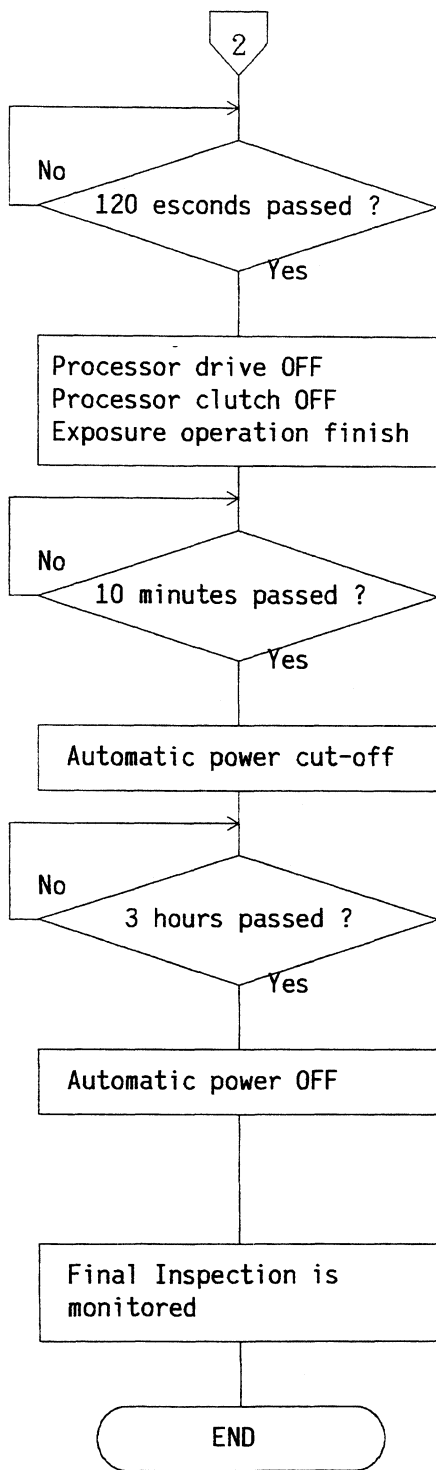 2
No
120 esconds passed ?
Yes
Processor drive OFF
Processor clutch OFF
Exposure operation finish
No
10 minutes passed ?
Yes
Automatic power cut-off
No
3 hours passed ?
Yes
Automatic power OFF
Final Inspection is
monitored
END